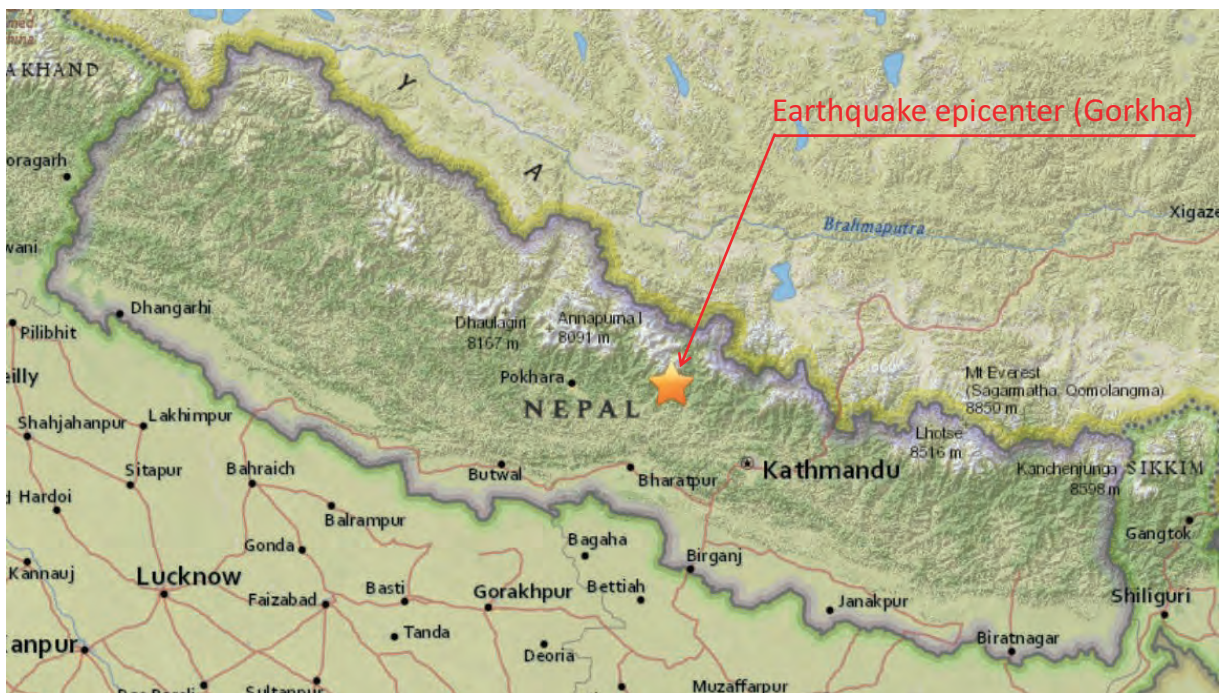 AKHAND
Y
A
Earthquake epicenter (Gorkha)
oragarh
Xigaze
Brahmaputra
wani
Dhangarhi
Pilibhit
Dhaulagiri
8167 m
Annapurna I
8091 m
eilly
Pokhara
NEPAL
Mt Everest
(Sagarmatha, Qomolangma)
8850 m
Shahjahanpur
Lakhimpur
Lhotse
8516 m
Sitapur
Bahraich
Butwal
Bharatpur
Kathmandu
Kanchenjunga
8598 m
SIKKIM
d Hardoi
Balrampur
Gangtok
Gonda
Bagaha
Birganj
Kannauj
Lucknow
Faizabad
Basti
Gorakhpur
Bettiah
Janakpur
Shiliguri
Tanda
Deoria
Biratnagar
anpur
Sultanpur
Muzaffarpur